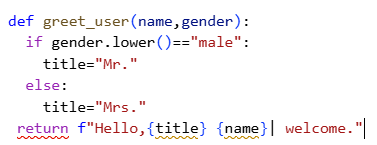 def greet_user(name,gender):
  if gender.lower()=="male":
    title="Mr."
  else:
    title="Mrs."
 return f"Hello,{title} {name}| welcome."